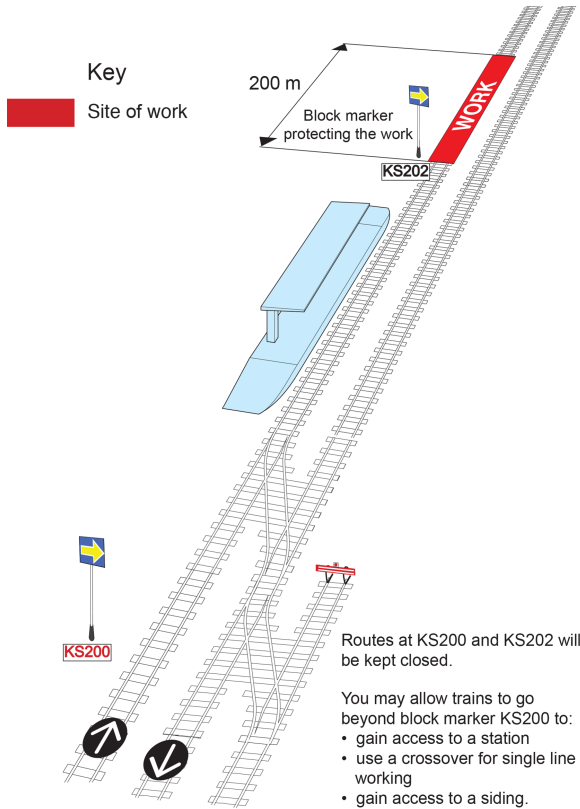 Key
Site of work
200 m
Block marker
protecting the work
WORK
KS202
KS200
Routes at KS200 and KS202 will
be kept closed.
You may allow trains to go
beyond block marker KS200 to:
• gain access to a station
• use a crossover for single line
working
• gain access to a siding.